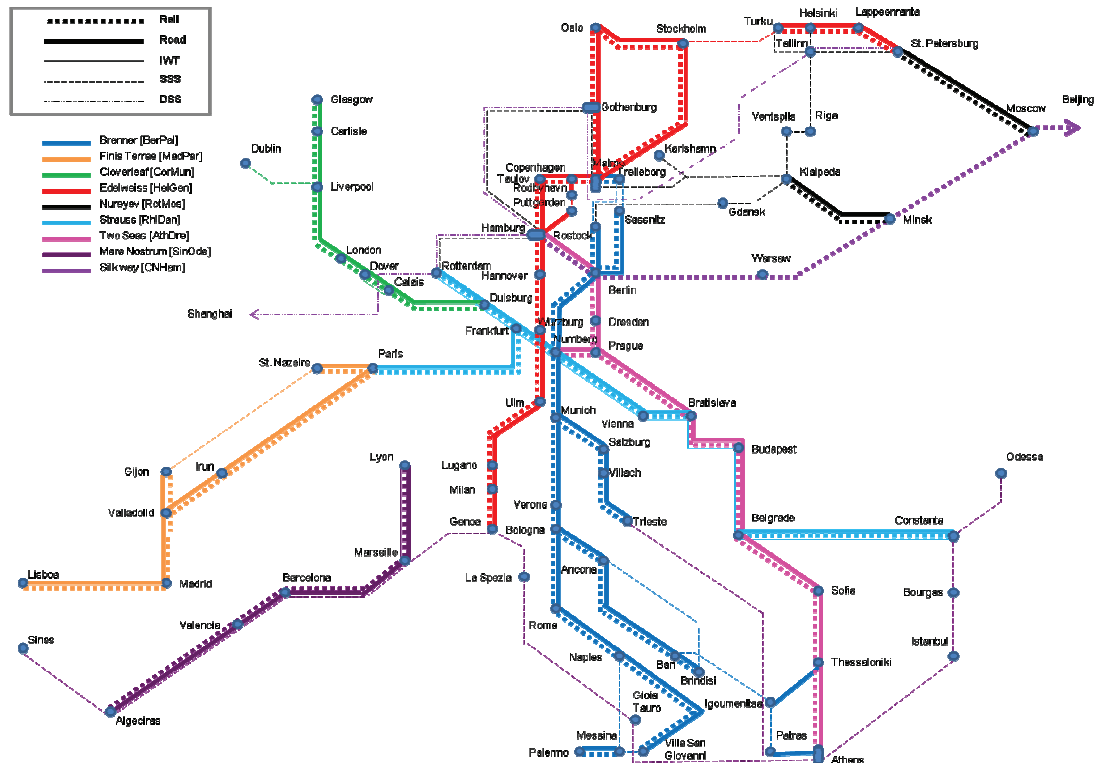 Rail
Road
IWT
SSS
DSS
Brenner [BerPal]
Finis Terrae [MadPar]
Cloverleaf [CorMun]
Edelweiss [HelGen]
Nureyev [RotMos]
Strauss [RhiDan]
Two Seas [AthDre]
Mare Nostrum [SinOde]
Silkway [CNHam]
Oslo
Stockholm
Turku
Helsinki
Lappeenranta
Tallinn
St. Petersburg
Moscow
Beijing
Glasgow
Carlisle
Dublin
Liverpool
Gothenburg
Ventspils
Riga
Karlshamn
Klaipeda
Copenhagen
Malmo
Trelleborg
Taulov
Rodbyhavn
Puttgarden
Sassnitz
Gdansk
Minsk
Hamburg
Rostock
London
Dover
Calais
Rotterdam
Hannover
Warsaw
Berlin
Shanghai
Duisburg
Frankfurt
Würzburg
Dresden
Nürnberg
Prague
St. Nazaire
Paris
Ulm
Munich
Vienna
Bratislava
Salzburg
Budapest
Gijon
Irun
Lyon
Lugano
Villach
Odessa
Milan
Valladolid
Verona
Genoa
Bologna
Trieste
Belgrade
Constanta
Marseille
Lisboa
Madrid
Barcelona
La Spezia
Ancona
Sofia
Bourgas
Valencia
Rome
Sines
Istanbul
Naples
Bari
Brindisi
Thessaloniki
Algeciras
Gioia
Tauro
Igoumenitsa
Messina
Palermo
Villa San
Giovanni
Patras
Athens